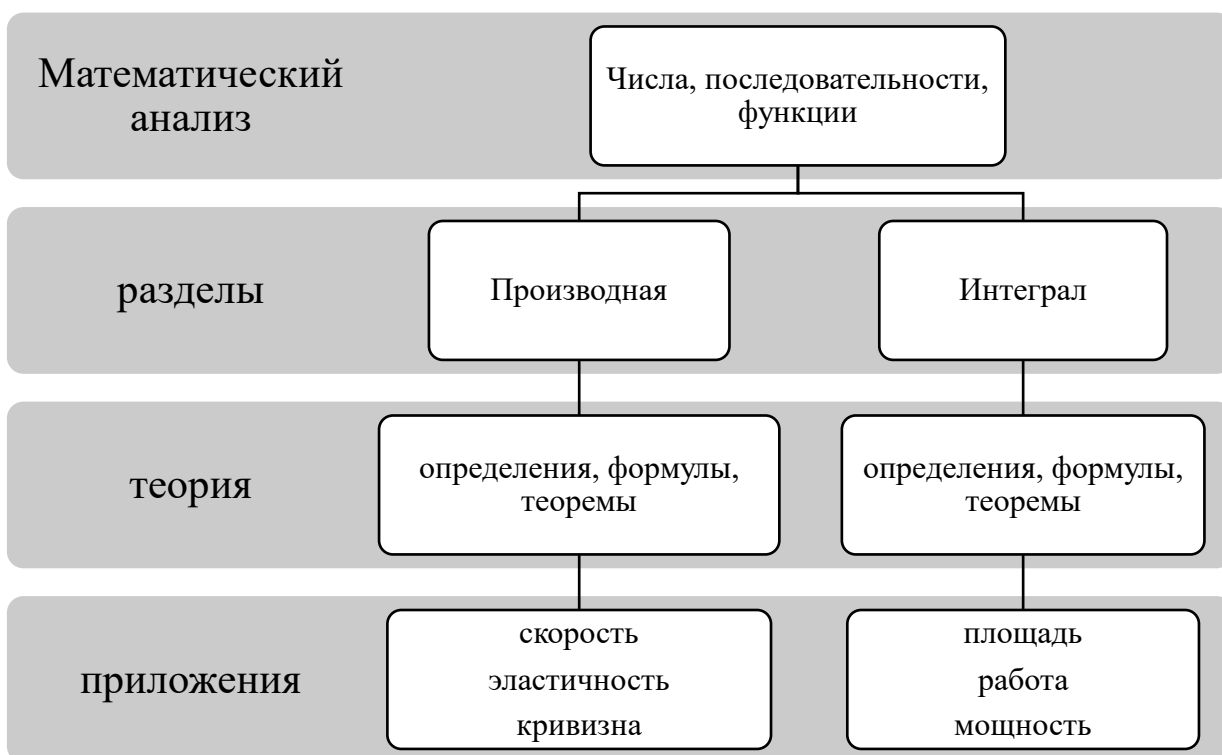 Математический
анализ
Числа, последовательности,
функции
разделы
Производная
Интеграл
теория
определения, формулы,
теоремы
определения, формулы,
теоремы
приложения
скорость
эластичность
кривизна
площадь
работа
мощность